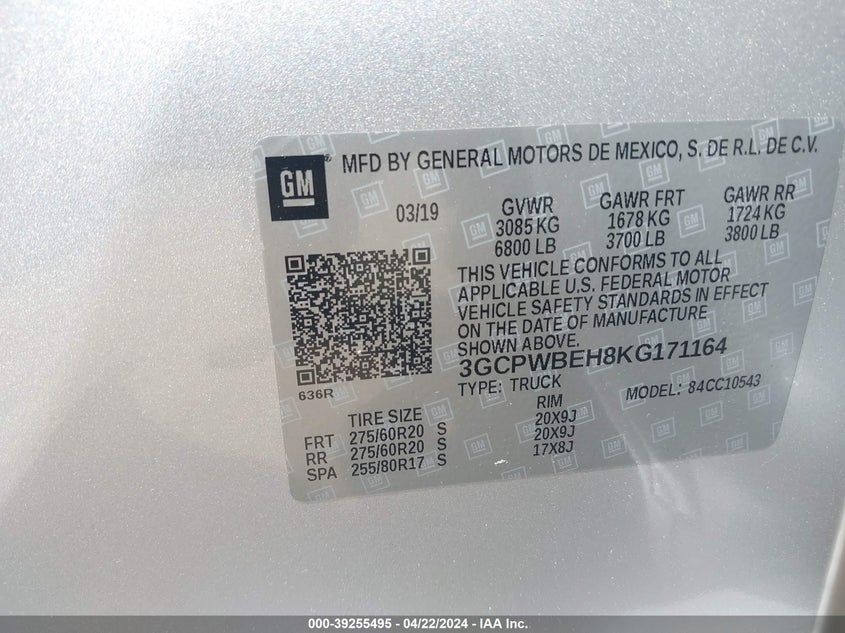 GM MFD BY GENERAL MOTORS DE MEXICO, S. DE R.L. DE C.V.
03/19 GVWR GAWR FRT GAWR RR
3085 KG 1678 KG 1724 KG
6800 LB 3700 LB 3800 LB
THIS VEHICLE CONFORMS TO ALL
APPLICABLE U.S. FEDERAL MOTOR
VEHICLE SAFETY STANDARDS IN EFFECT
ON THE DATE OF MANUFACTURE
SHOWN ABOVE.
3GCPWBEH8KG171164
636R TYPE: TRUCK MODEL: 84CC10543
TIRE SIZE RIM
FRT 275/60R20 S 20X9J
RR 275/60R20 S 20X9J
SPA 255/80R17 S 17X8J
000-39255495 - 04/22/2024 - IAA Inc.